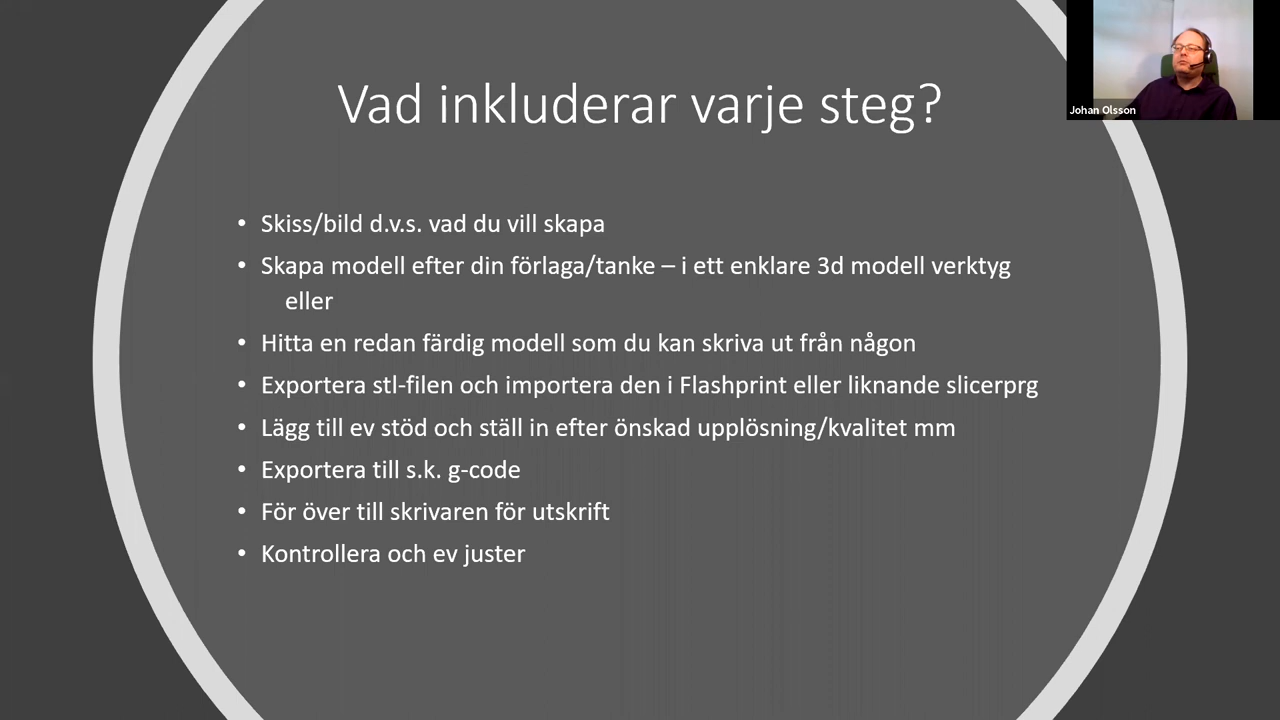 Vad inkluderar varje steg?
Johan Olsson
• Skiss/bild d.v.s. vad du vill skapa
• Skapa modell efter din förlaga/tanke – i ett enklare 3d modell verktyg
eller
• Hitta en redan färdig modell som du kan skriva ut från någon
• Exportera stl-filen och importera den i Flashprint eller liknande slicerprg
• Lägg till ev stöd och ställ in efter önskad upplösning/kvalitet mm
• Exportera till s.k. g-code
• För över till skrivaren för utskrift
• Kontrollera och ev juster